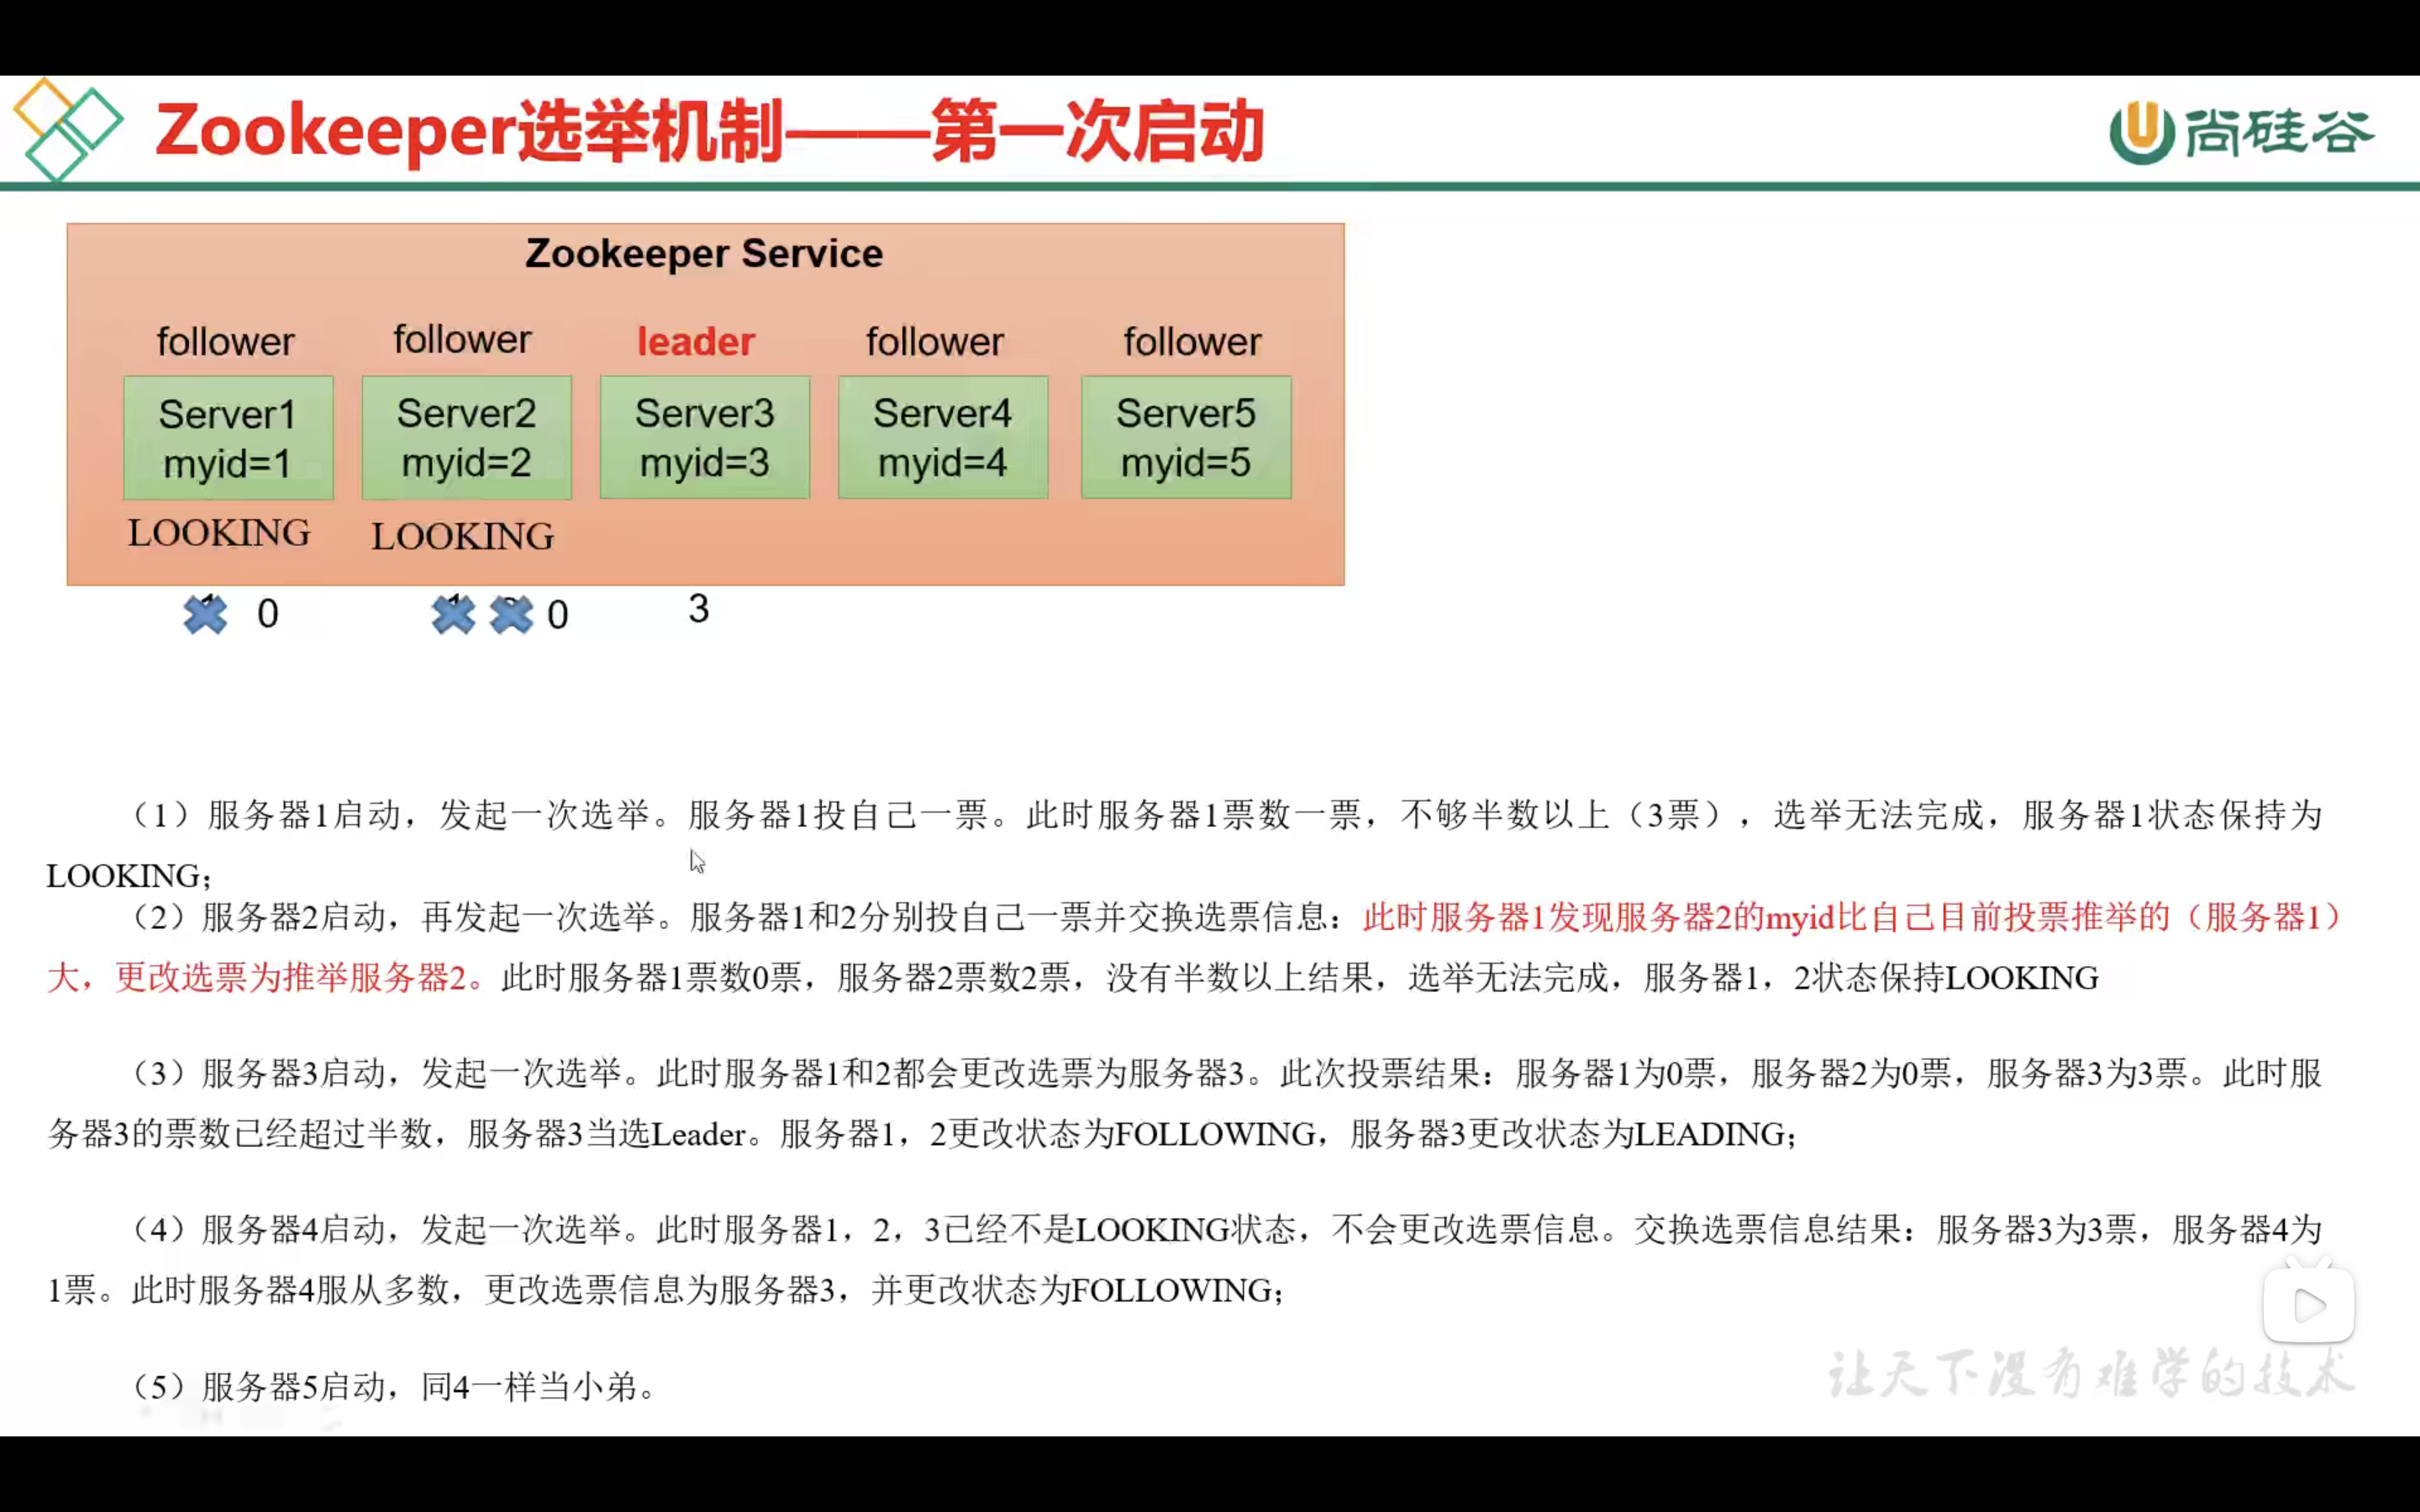 Zookeeper选举机制——第一次启动
尚硅谷
Zookeeper Service
follower follower leader follower follower
Server1 Server2 Server3 Server4 Server5
myid=1 myid=2 myid=3 myid=4 myid=5
LOOKING LOOKING
0 0 3
（1）服务器1启动，发起一次选举。服务器1投自己一票。此时服务器1票数一票，不够半数以上（3票），选举无法完成，服务器1状态保持为
LOOKING；
（2）服务器2启动，再发起一次选举。服务器1和2分别投自己一票并交换选票信息：此时服务器1发现服务器2的myid比自己目前投票推举的（服务器1）
大，更改选票为推举服务器2。此时服务器1票数0票，服务器2票数2票，没有半数以上结果，选举无法完成，服务器1，2状态保持LOOKING
（3）服务器3启动，发起一次选举。此时服务器1和2都会更改选票为服务器3。此次投票结果：服务器1为0票，服务器2为0票，服务器3为3票。此时服
务器3的票数已经超过半数，服务器3当选Leader。服务器1，2更改状态为FOLLOWING，服务器3更改状态为LEADING；
（4）服务器4启动，发起一次选举。此时服务器1，2，3已经不是LOOKING状态，不会更改选票信息。交换选票信息结果：服务器3为3票，服务器4为
1票。此时服务器4服从多数，更改选票信息为服务器3，并更改状态为FOLLOWING；
（5）服务器5启动，同4一样当小弟。
让天下没有难学的技术